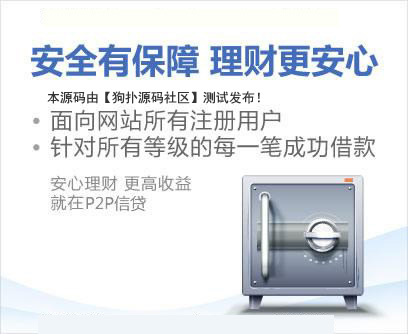 安全有保障 理财更安心
本源码由【狗扑源码社区】测试发布！
• 面向网站所有注册用户
• 针对所有等级的每一笔成功借款
安心理财 更高收益
就在P2P信贷